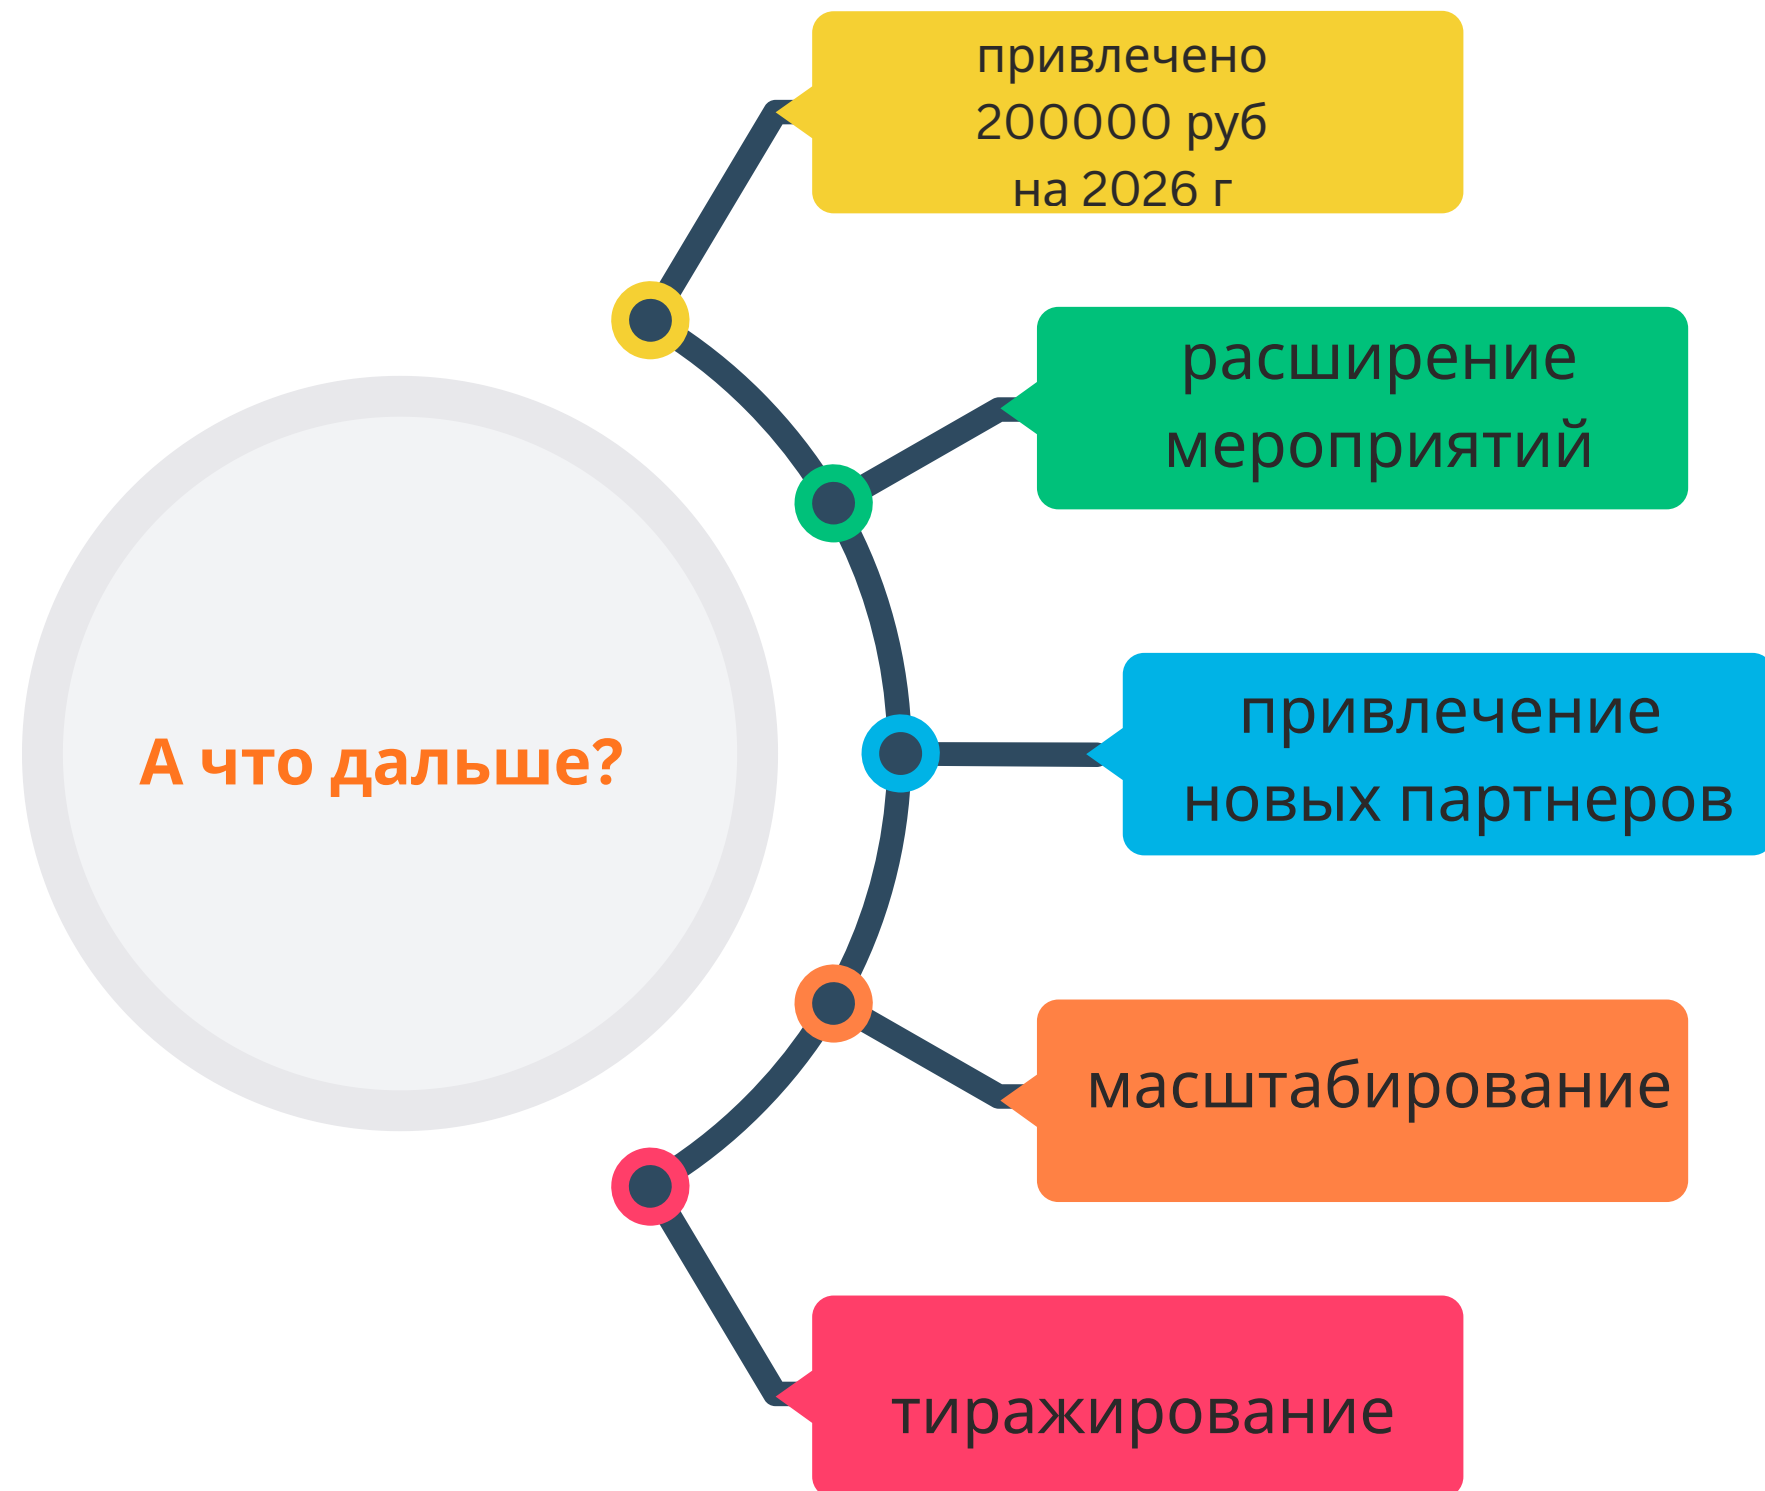 привлечено
200000 руб
на 2026 г
расширение
мероприятий
А что дальше?
привлечение
новых партнеров
масштабирование
тиражирование